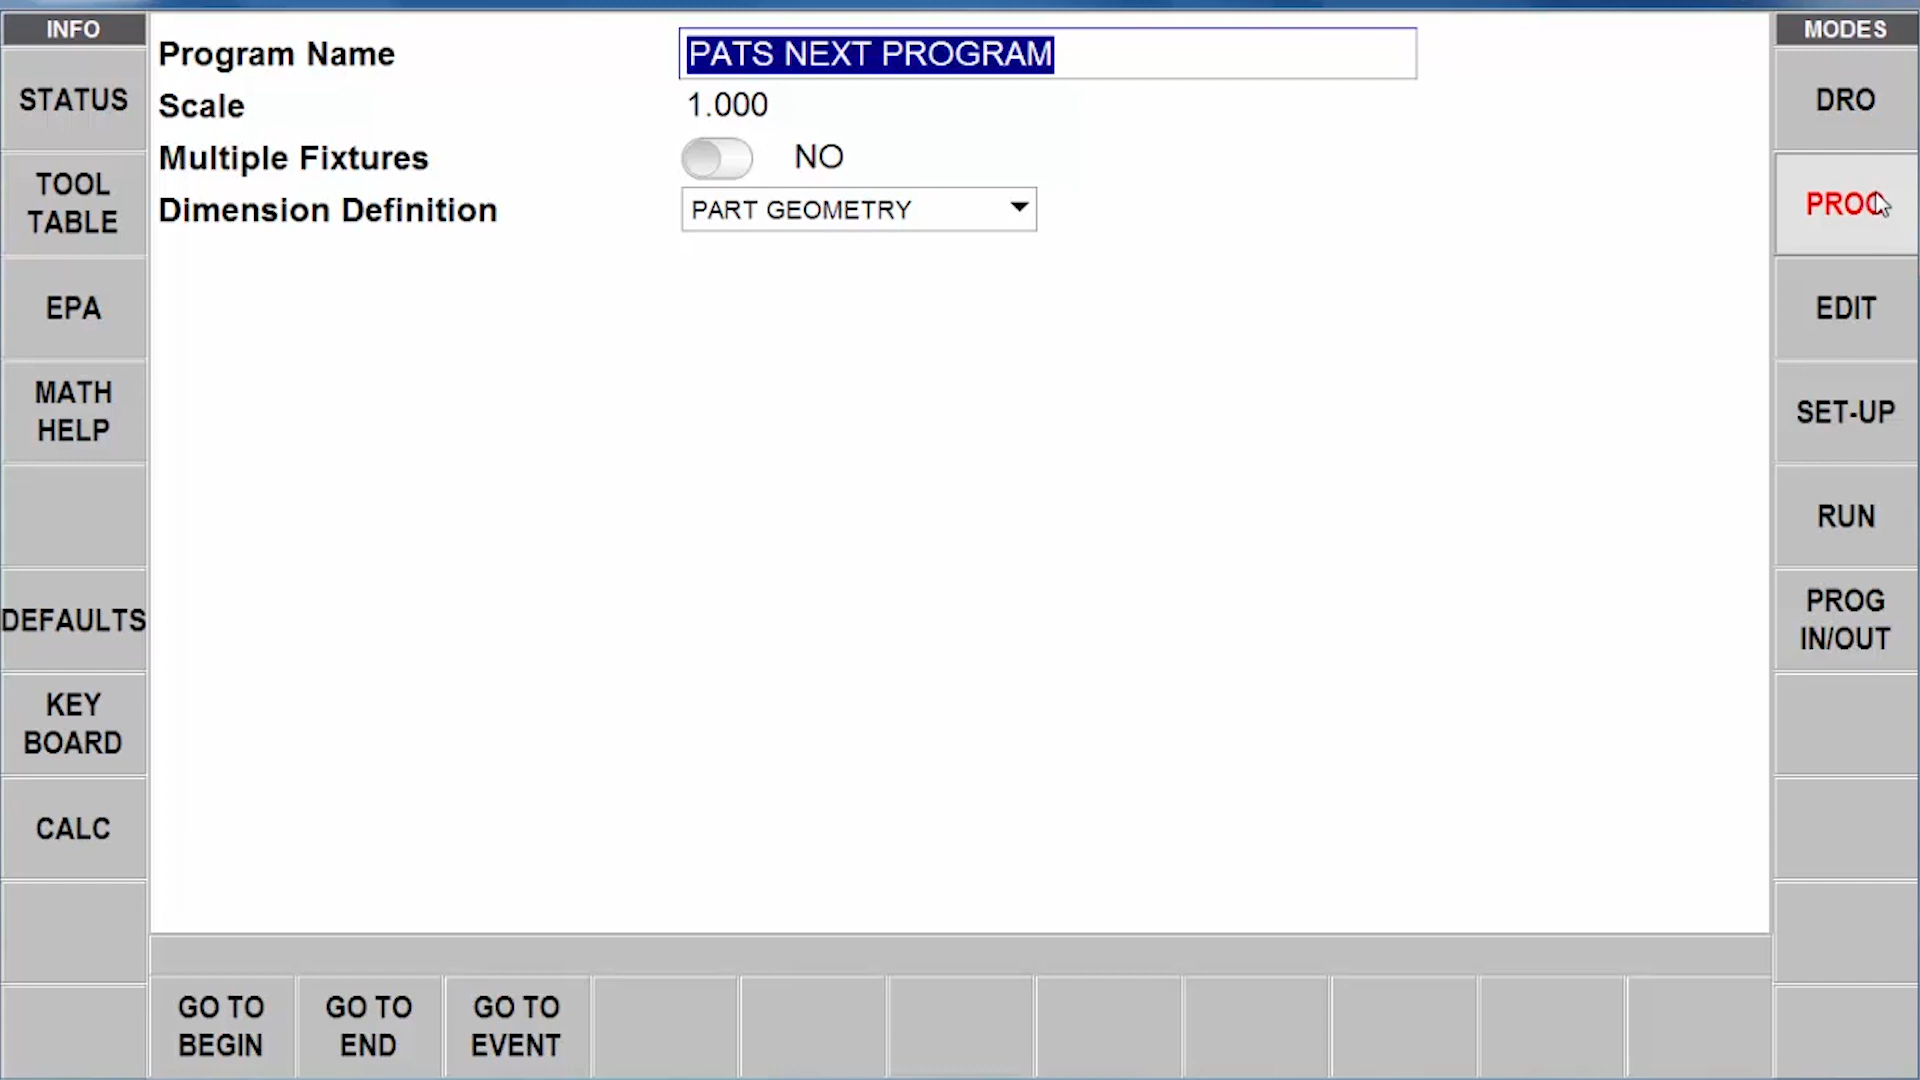 INFO
STATUS
TOOL
TABLE
EPA
MATH
HELP
DEFAULTS
KEY
BOARD
CALC
Program Name
PATS NEXT PROGRAM
Scale
1.000
Multiple Fixtures
NO
Dimension Definition
PART GEOMETRY
GO TO
BEGIN
GO TO
END
GO TO
EVENT
MODES
DRO
PROG
EDIT
SET-UP
RUN
PROG
IN/OUT